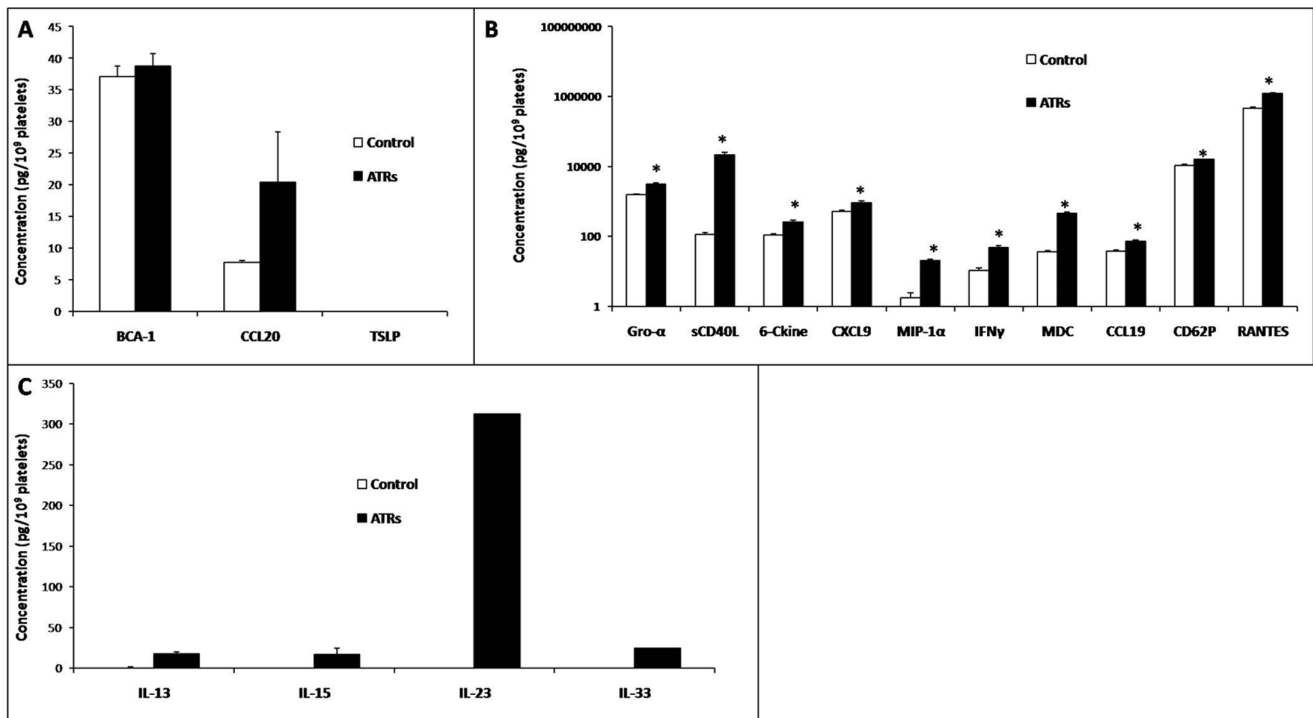 A
Concentration (pg/10⁹ platelets)
45
40
35
30
25
20
15
10
5
0
Control
ATRs
BCA-1 CCL20 TSLP
B
Concentration (pg/10⁹ platets)
100000000
1000000
10000
100
1
Control
ATRs
* * * * * * * * * *
Gro-α sCD40L 6-Ckine CXCL9 MIP-1α IFNγ MDC CCL19 CD62P RANTES
C
Concentration (pg/10⁹ platelets)
350
300
250
200
150
100
50
0
Control
ATRs
IL-13 IL-15 IL-23 IL-33